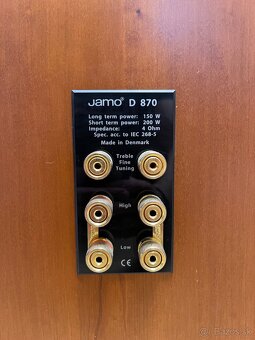 Jamo® D 870
Long term power: 150 W
Short term power: 200 W
Impedance: 4 Ohm
Spec. acc. to IEC 268-5
Made in Denmark
Treble
Fine
Tuning
High
Low
CE